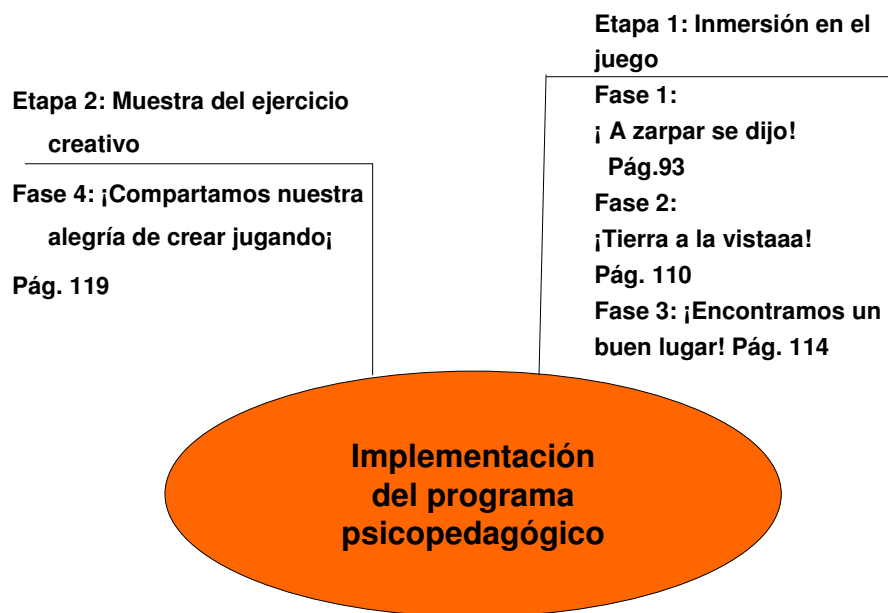 Etapa 1: Inmersión en el
juego
Fase 1:
¡ A zarpar se dijo!
Pág.93
Fase 2:
¡Tierra a la vistaaa!
Pág. 110
Fase 3: ¡Encontramos un
buen lugar! Pág. 114
Etapa 2: Muestra del ejercicio
creativo
Fase 4: ¡Compartamos nuestra
alegría de crear jugando¡
Pág. 119
Implementación
del programa
psicopedagógico